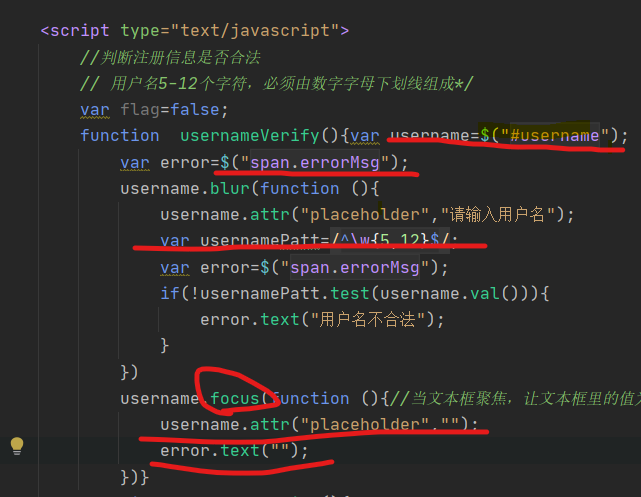 <script type="text/javascript">
//判断注册信息是否合法
// 用户名5-12个字符，必须由数字字母下划线组成*/
var flag=false;
function usernameVerify(){var username=$("#username");
var error=$("span.errorMsg");
username.blur(function (){
username.attr("placeholder","请输入用户名");
var usernamePatt=/^\w{5,12}$/;
var error=$("span.errorMsg");
if(!usernamePatt.test(username.val())){
error.text("用户名不合法");
}
})
username.focus(function (){//当文本框聚焦，让文本框里的值
username.attr("placeholder","");
error.text("");
})}